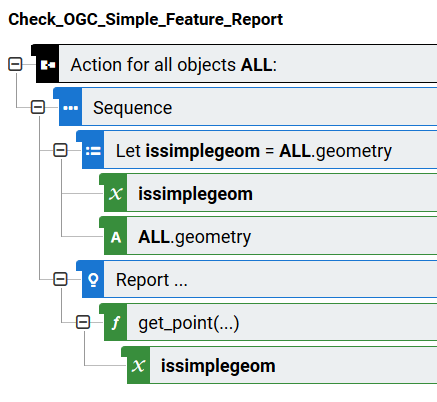 Check_OGC_Simple_Feature_Report
Action for all objects ALL:
Sequence
Let issimplegeom = ALL.geometry
x issimplegeom
A ALL.geometry
Report ...
f get_point(...)
x issimplegeom